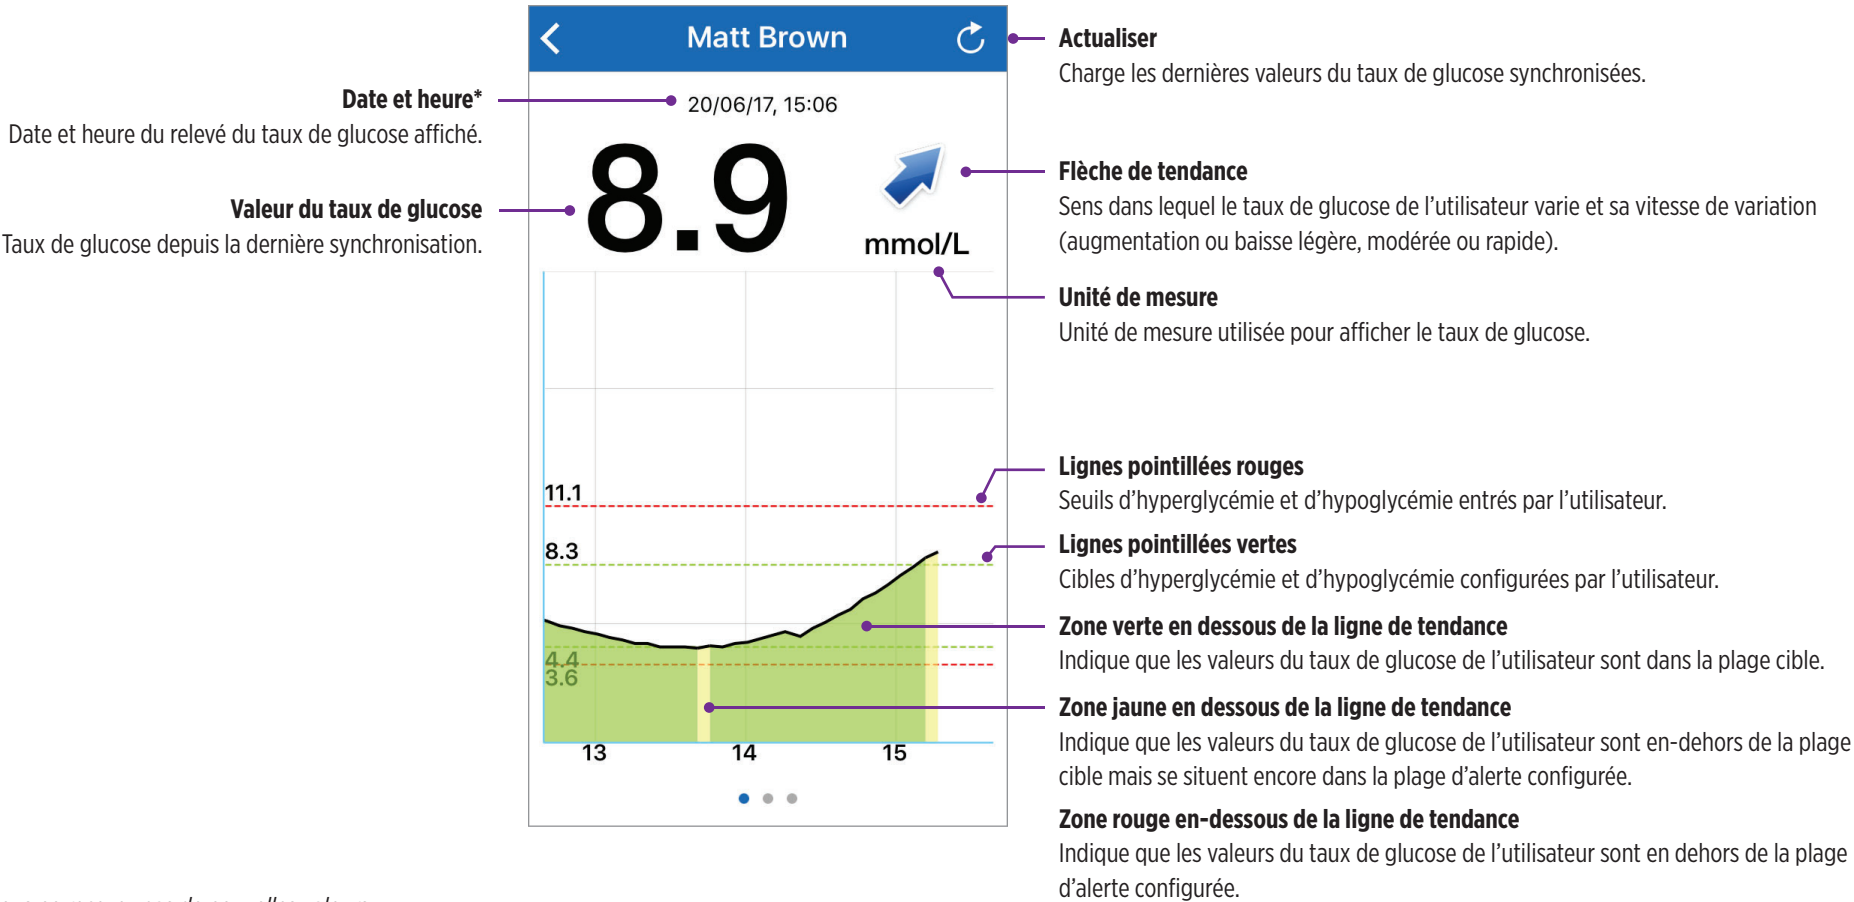 Matt Brown
20/06/17, 15:06
8.9
mmol/L
11.1
8.3
4.4
3.6
13 14 15
Date et heure*
Date et heure du relevé du taux de glucose affiché.
Valeur du taux de glucose
Taux de glucose depuis la dernière synchronisation.
Actualiser
Charge les dernières valeurs du taux de glucose synchronisées.
Flèche de tendance
Sens dans lequel le taux de glucose de l’utilisateur varie et sa vitesse de variation
(augmentation ou baisse légère, modérée ou rapide).
Unité de mesure
Unité de mesure utilisée pour afficher le taux de glucose.
Lignes pointillées rouges
Seuils d’hyperglycémie et d’hypoglycémie entrés par l’utilisateur.
Lignes pointillées vertes
Cibles d’hyperglycémie et d’hypoglycémie configurées par l’utilisateur.
Zone verte en dessous de la ligne de tendance
Indique que les valeurs du taux de glucose de l’utilisateur sont dans la plage cible.
Zone jaune en dessous de la ligne de tendance
Indique que les valeurs du taux de glucose de l’utilisateur sont en-dehors de la plage
cible mais se situent encore dans la plage d’alerte configurée.
Zone rouge en-dessous de la ligne de tendance
Indique que les valeurs du taux de glucose de l’utilisateur sont en dehors de la plage
d’alerte configurée.